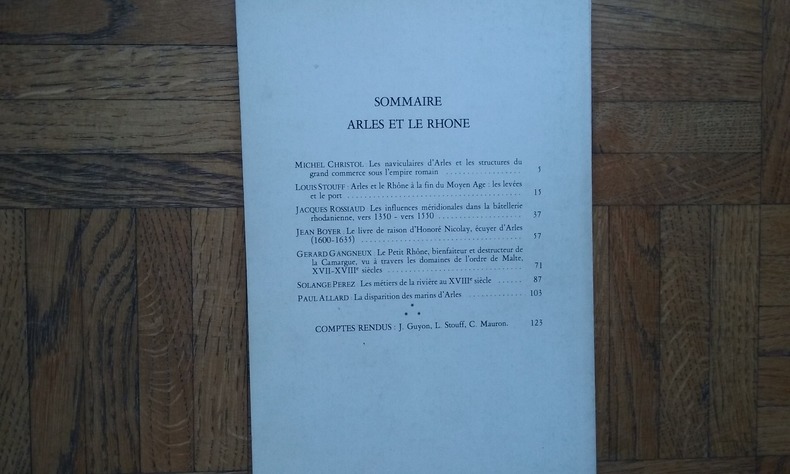 SOMMAIRE
ARLES ET LE RHONE
MICHEL CHRISTOL : Les naviculaires d'Arles et les structures du
grand commerce sous l'empire romain .................. 5
LOUIS STOUFF : Arles et le Rhône à la fin du Moyen Age : les levées
et le port .......................................... 15
JACQUES ROSSIAUD Les influences méridionales dans la bâtellerie
rhodanienne, vers 1330 - vers 1550 .................... 37
JEAN BOYER : Le livre de raison d'Honoré Nicolay, écuyer d'Arles
(1600-1635) ........................................ 57
GERARD GANGNEUX : Le Petit Rhône, bienfaiteur et destructeur de
la Camargue, vu à travers les domaines de l'ordre de Malte,
XVII-XVIIIe siècles ................................ 71
SOLANGE PEREZ Les métiers de la rivière au XVIIIe siècle ...... 87
PAUL ALLARD : La disparition des marins d'Arles ............. 103
*
* *
COMPTES RENDUS : J. Guyon, L. Stouff, C. Mauron. 123